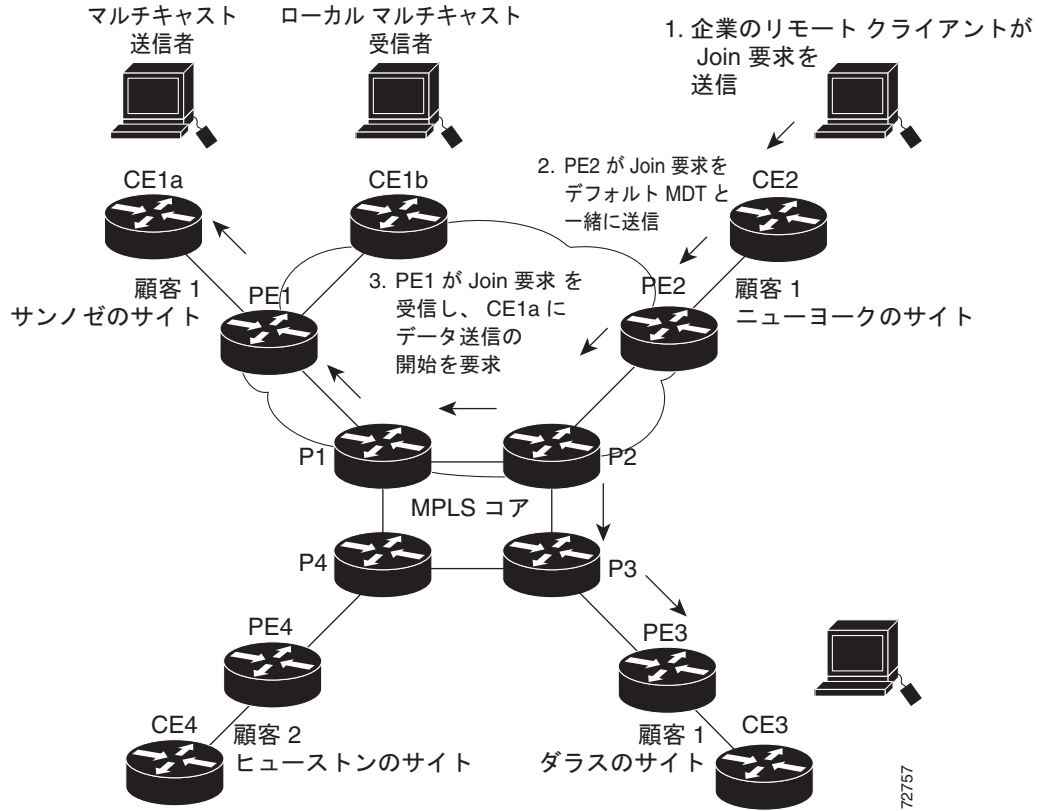 マルチキャスト
送信者
ローカル マルチキャスト
受信者
1. 企業のリモート クライアントが
Join 要求を
送信
CE1a
CE1b
2. PE2 が Join 要求を
デフォルト MDT と
一緒に送信
CE2
顧客 1
サンノゼのサイト
PE1
3. PE1 が Join 要求 を
受信し、 CE1a に
データ送信の
開始を要求
PE2
顧客 1
ニューヨークのサイト
P1
P2
MPLS コア
P4
P3
PE4
PE3
CE4
顧客 2
ヒューストンのサイト
顧客 1
ダラスのサイト
CE3
72757